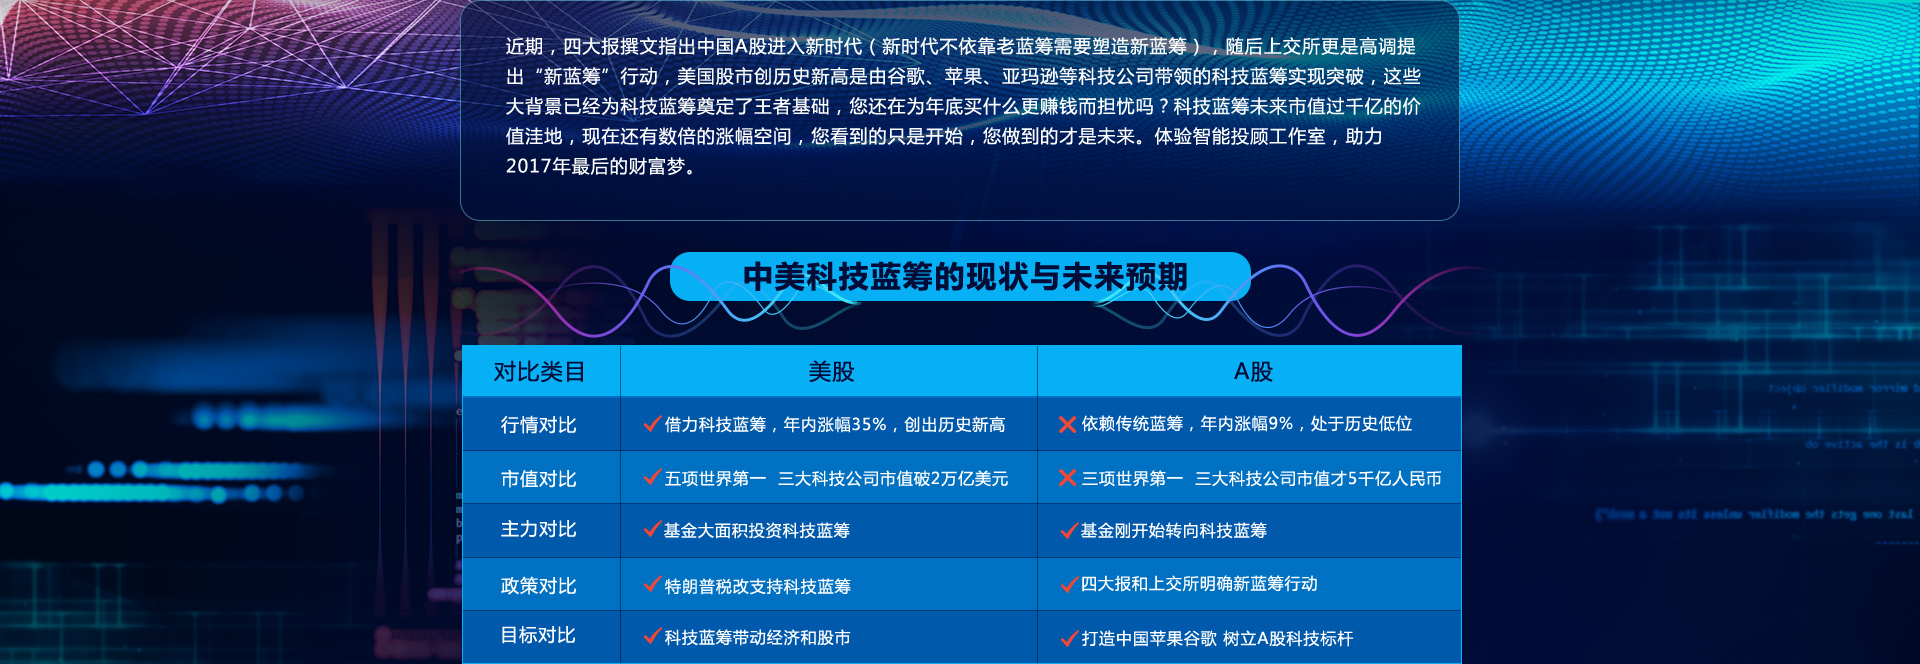 近期，四大报撰文指出中国A股进入新时代（新时代不依靠老蓝筹需要塑造新蓝筹），随后上交所更是高调提
出“新蓝筹”行动，美国股市创历史新高是由谷歌、苹果、亚玛逊等科技公司带领的科技蓝筹实现突破，这些
大背景已经为科技蓝筹奠定了王者基础，您还在为年底买什么更赚钱而担忧吗？科技蓝筹未来市值过千亿的价
值洼地，现在还有数倍的涨幅空间，您看到的只是开始，您做到的才是未来。体验智能投顾工作室，助力
2017年最后的财富梦。
中美科技蓝筹的现状与未来预期
对比类目 美股 A股
行情对比 借力科技蓝筹，年内涨幅35%，创出历史新高 依赖传统蓝筹，年内涨幅9%，处于历史低位
市值对比 五项世界第一 三大科技公司市值破2万亿美元 三项世界第一 三大科技公司市值才5千亿人民币
主力对比 基金大面积投资科技蓝筹 基金刚开始转向科技蓝筹
政策对比 特朗普税改支持科技蓝筹 四大报和上交所明确新蓝筹行动
目标对比 科技蓝筹带动经济和股市 打造中国苹果谷歌 树立A股科技标杆